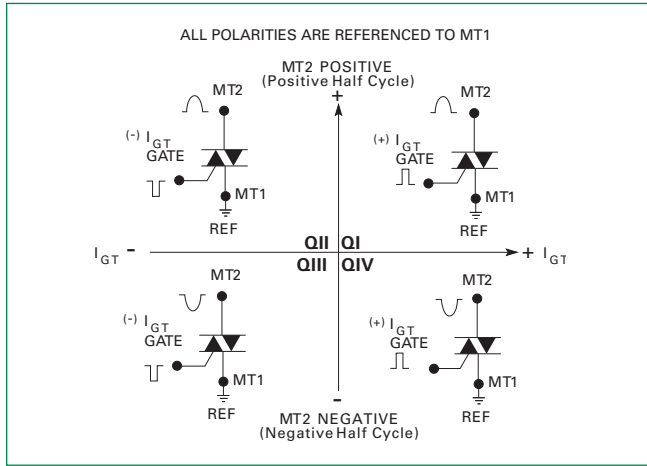 ALL POLARITIES ARE REFERENCED TO MT1
MT2 POSITIVE
(Positive Half Cycle)
+
MT2
(-) IGT
GATE
MT1
REF
MT2
(+) IGT
GATE
MT1
REF
IGT -
QII QI
QIII QIV
+ IGT
MT2
(-) IGT
GATE
MT1
REF
MT2
(+) IGT
GATE
MT1
REF
-
MT2 NEGATIVE
(Negative Half Cycle)